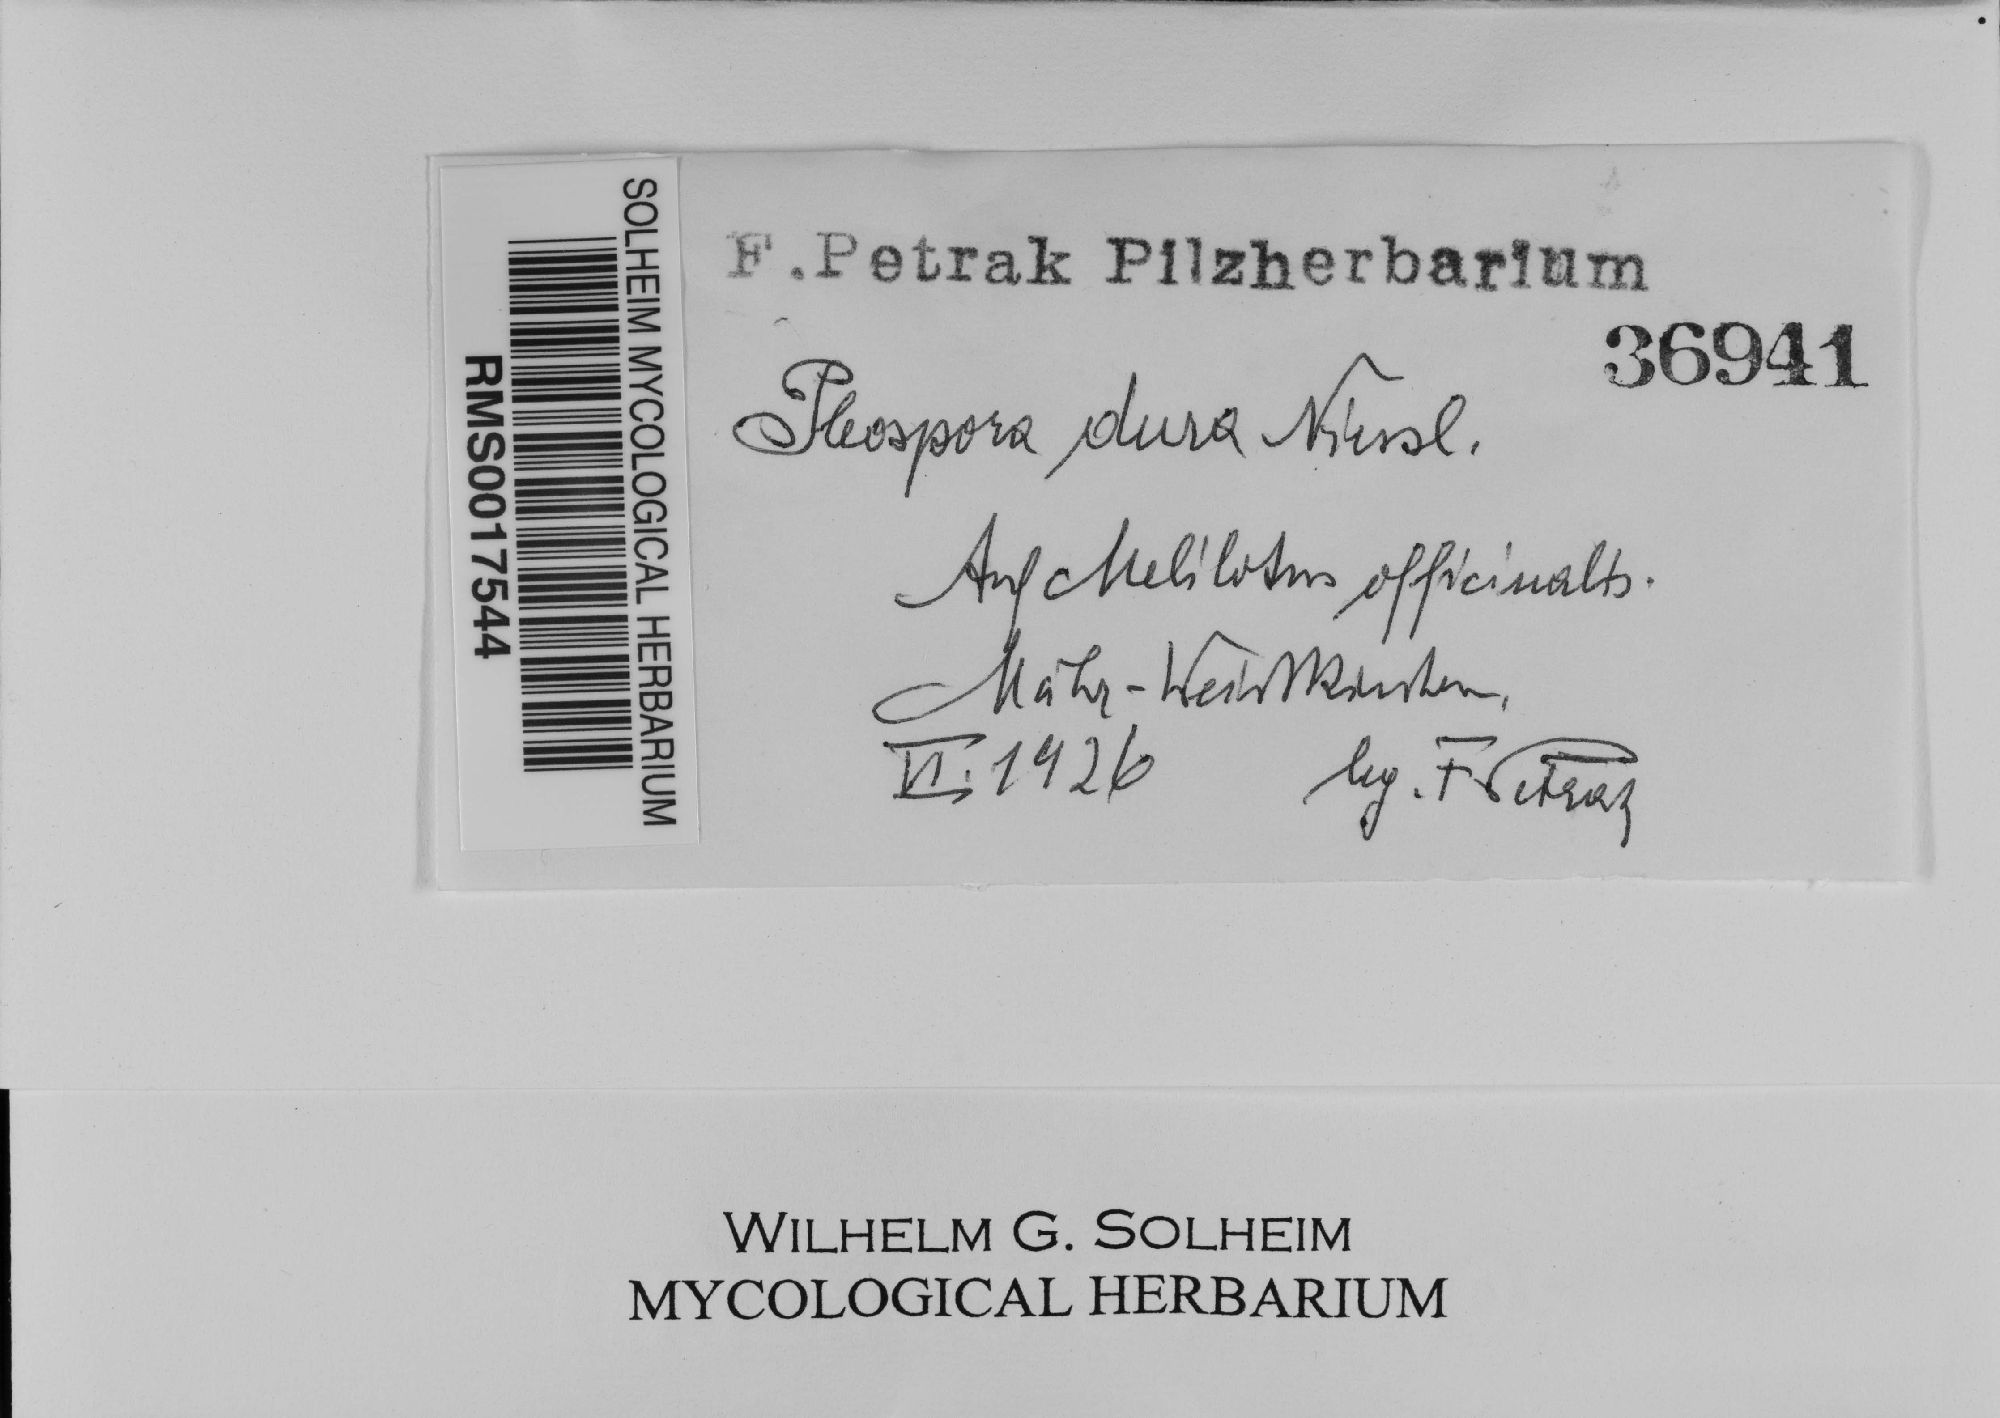 SOLHEIM MYCOLOGICAL HERBARIUM
RMS0017544
F. Petrak Pilzherbarium
36941
Pleospora dura Niessl.
Auf Melilotus officinalis.
Mähr-Weisskirchen,
VI. 1926 leg. F Petrak
WILHELM G. SOLHEIM
MYCOLOGICAL HERBARIUM